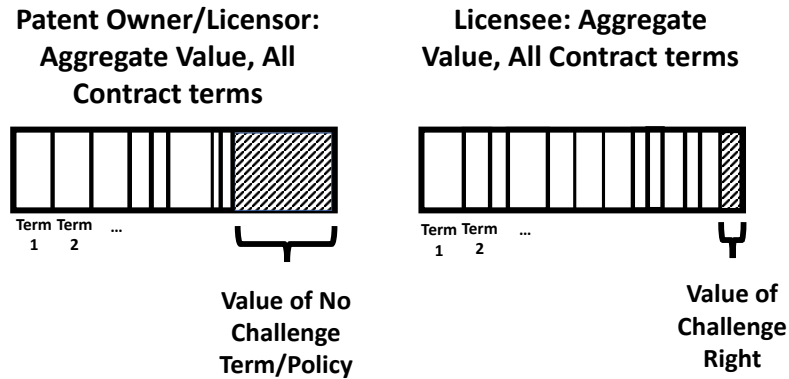 Patent Owner/Licensor:
Aggregate Value, All
Contract terms
Term Term ...
1 2
Value of No
Challenge
Term/Policy
Licensee: Aggregate
Value, All Contract terms
Term Term ...
1 2
Value of
Challenge
Right